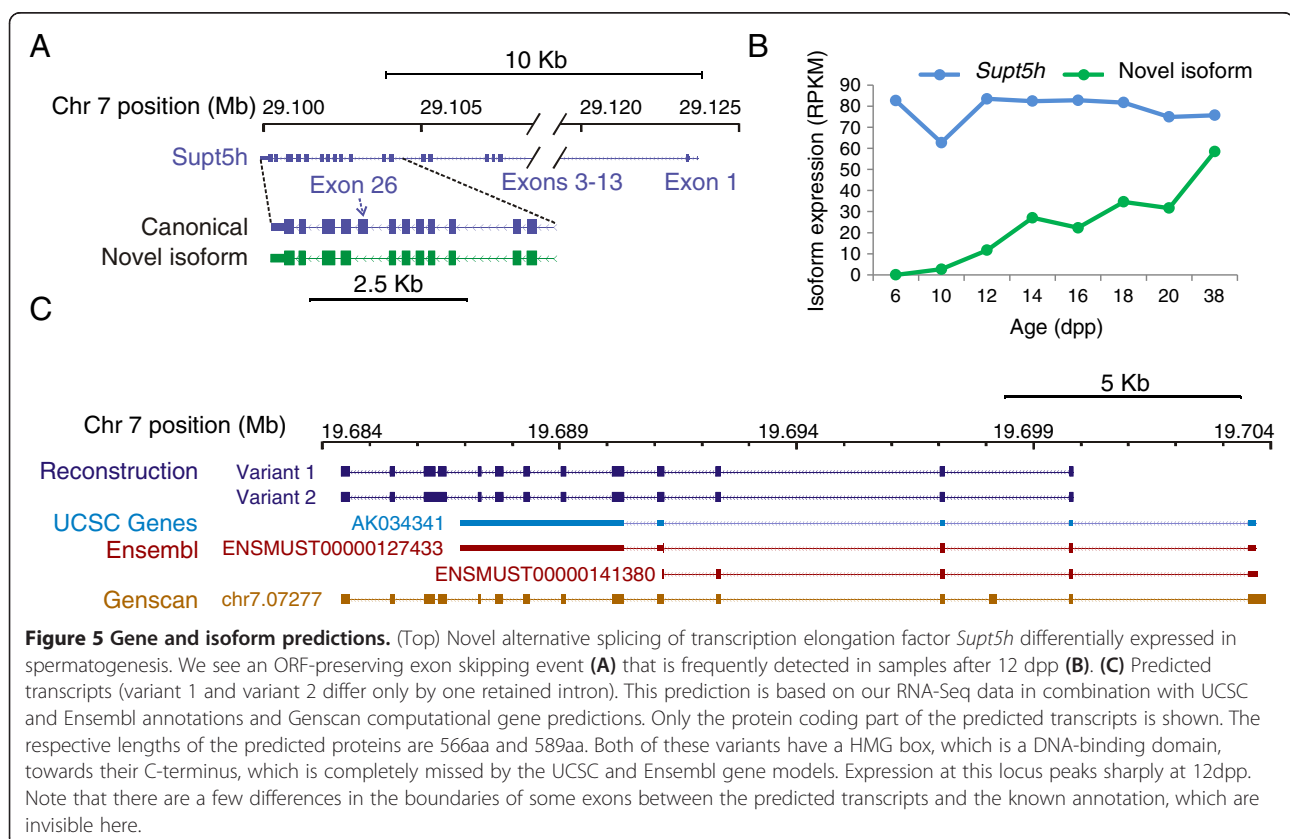 A
10 Kb
Chr 7 position (Mb)
29.100 29.105 29.120 29.125
Supt5h
Exon 26
Exons 3-13
Exon 1
Canonical
Novel isoform
2.5 Kb
B
Supt5h
Novel isoform
Isoform expression (RPKM)
90
80
70
60
50
40
30
20
10
0
6 10 12 14 16 18 20 38
Age (dpp)
C
5 Kb
Chr 7 position (Mb)
19.684 19.689 19.694 19.699 19.704
Reconstruction Variant 1
Variant 2
UCSC Genes AK034341
Ensembl ENSMUST00000127433
ENSMUST00000141380
Genscan chr7.07277
Figure 5 Gene and isoform predictions. (Top) Novel alternative splicing of transcription elongation factor Supt5h differentially expressed in
spermatogenesis. We see an ORF-preserving exon skipping event (A) that is frequently detected in samples after 12 dpp (B). (C) Predicted
transcripts (variant 1 and variant 2 differ only by one retained intron). This prediction is based on our RNA-Seq data in combination with UCSC
and Ensembl annotations and Genscan computational gene predictions. Only the protein coding part of the predicted transcripts is shown. The
respective lengths of the predicted proteins are 566aa and 589aa. Both of these variants have a HMG box, which is a DNA-binding domain,
towards their C-terminus, which is completely missed by the UCSC and Ensembl gene models. Expression at this locus peaks sharply at 12dpp.
Note that there are a few differences in the boundaries of some exons between the predicted transcripts and the known annotation, which are
invisible here.